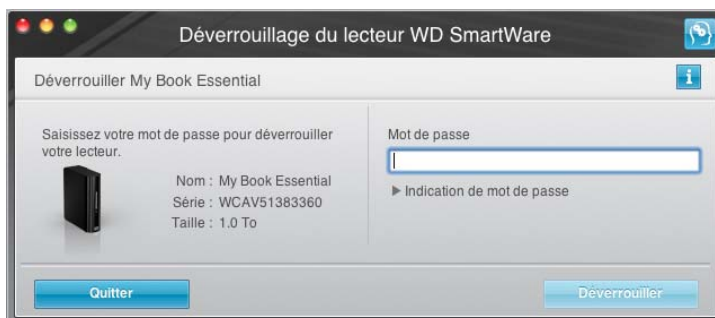 Déverrouillage du lecteur WD SmartWare
Déverrouiller My Book Essential
Saisissez votre mot de passe pour déverrouiller
votre lecteur.
Nom : My Book Essential
Série : WCAV51383360
Taille : 1.0 To
Mot de passe
▶ Indication de mot de passe
Quitter
Déverrouiller